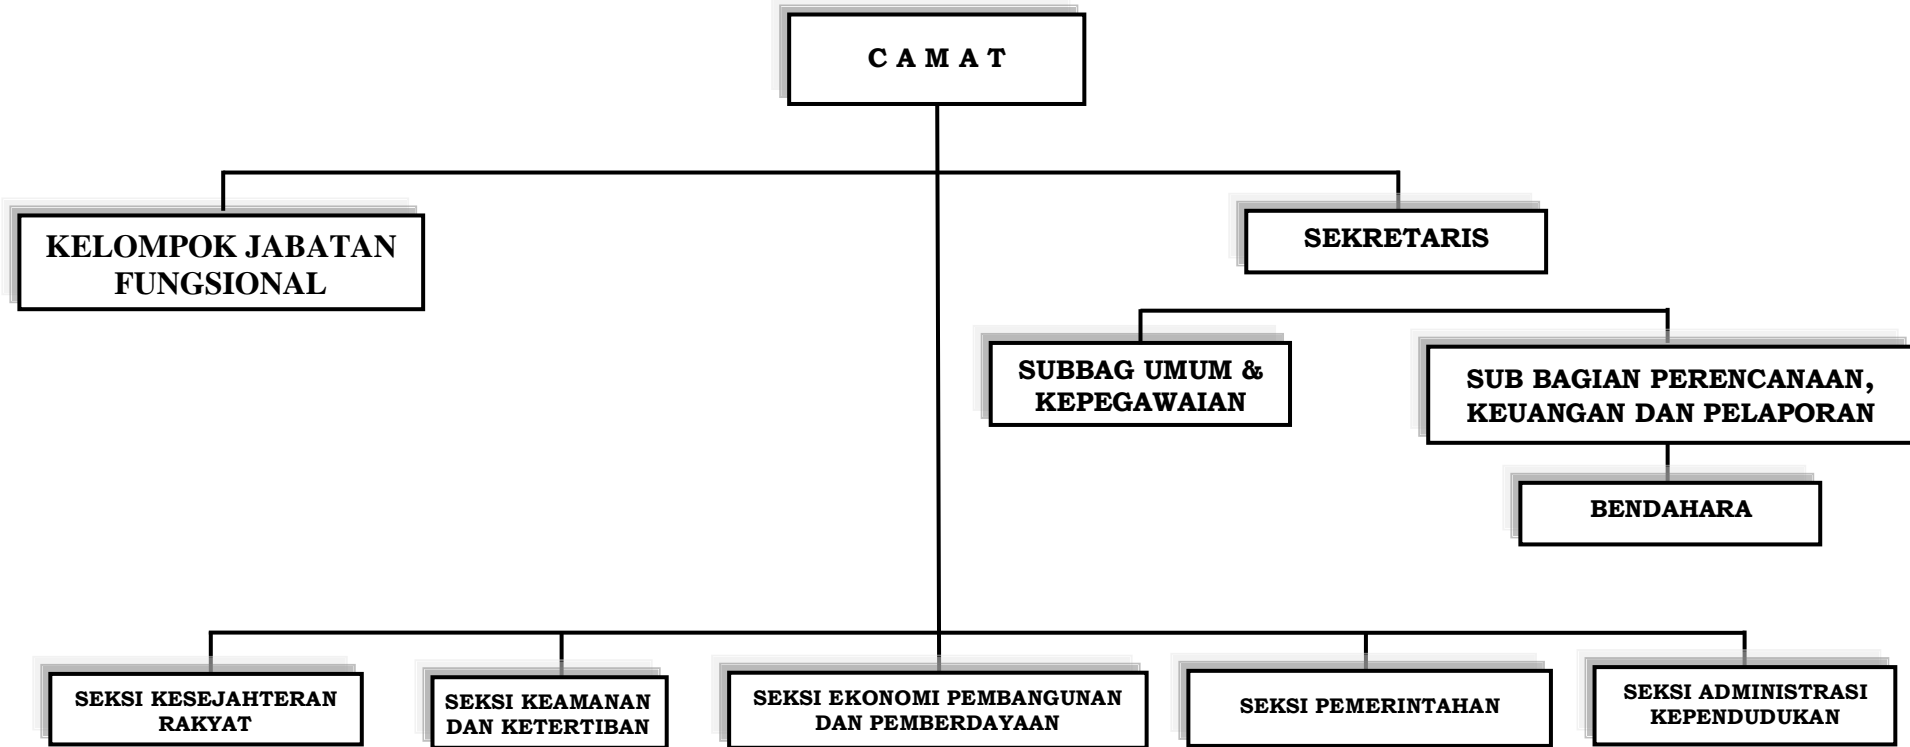 C A M A T
KELOMPOK JABATAN
FUNGSIONAL
SEKRETARIS
SUBBAG UMUM &
KEPEGAWAIAN
SUB BAGIAN PERENCANAAN,
KEUANGAN DAN PELAPORAN
BENDAHARA
SEKSI KESEJAHTERAN
RAKYAT
SEKSI KEAMANAN
DAN KETERTIBAN
SEKSI EKONOMI PEMBANGUNAN
DAN PEMBERDAYAAN
SEKSI PEMERINTAHAN
SEKSI ADMINISTRASI
KEPENDUDUKAN